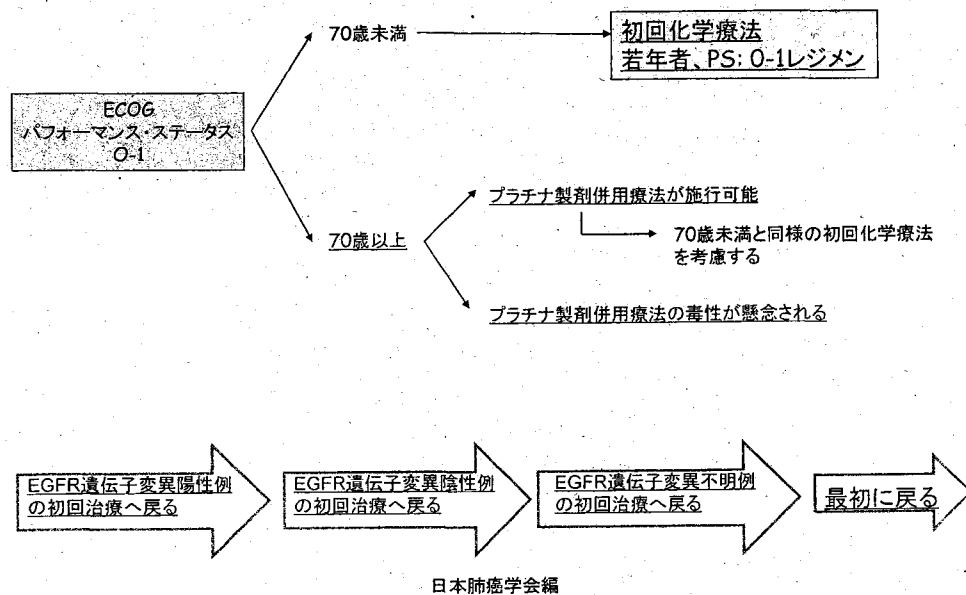 70歳未満
初回化学療法
若年者、PS: 0-1レジメン
ECOG
パフォーマンス・ステータス
0-1
プラチナ製剤併用療法が施行可能
70歳以上
70歳未満と同様の初回化学療法
を考慮する
プラチナ製剤併用療法の毒性が懸念される
EGFR遺伝子変異陽性例
の初回治療へ戻る
EGFR遺伝子変異陰性例
の初回治療へ戻る
EGFR遺伝子変異不明例
の初回治療へ戻る
最初に戻る
日本肺癌学会編